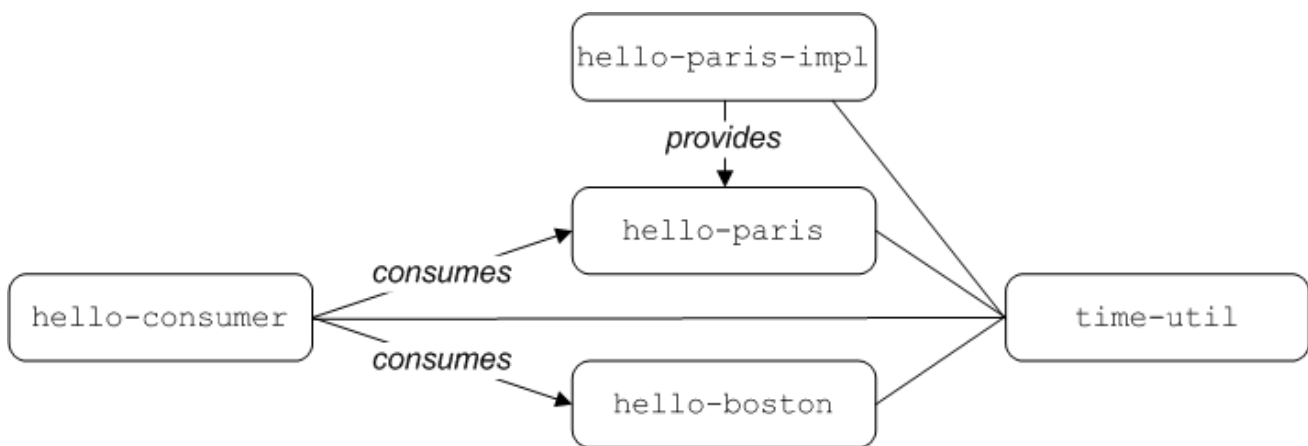 hello-paris-impl
provides
hello-paris
consumes
hello-consumer
time-util
consumes
hello-boston